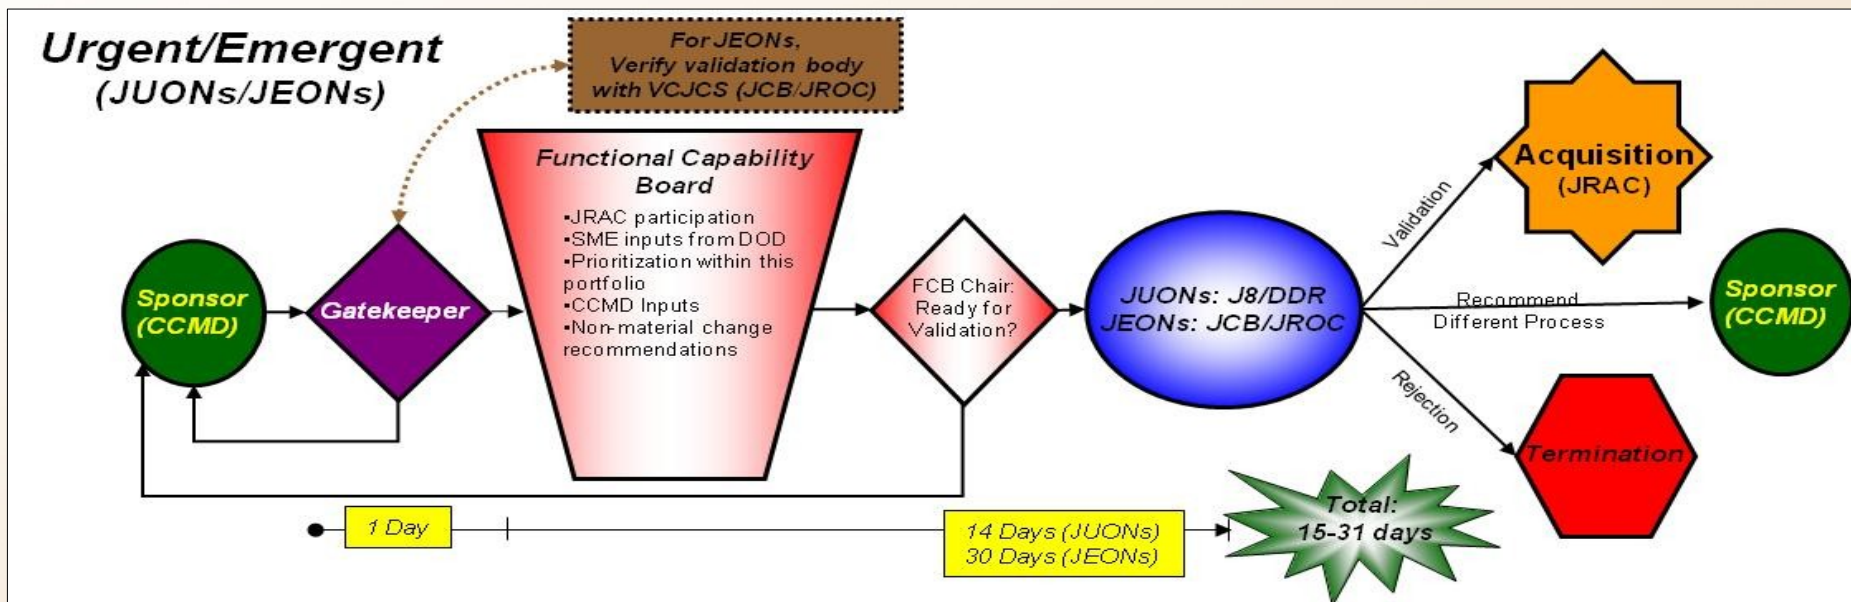 Urgent/Emergent
(JUONs/JEONs)
For JEONs,
Verify validation body
with VCJCS (JCB/JROC)
Sponsor
(CCMD)
Gatekeeper
Functional Capability
Board
▪JRAC participation
▪SME inputs from DOD
▪Prioritization within this
portfolio
▪CCMD Inputs
▪Non-material change
recommendations
FCB Chair:
Ready for
Validation?
JUONs: J8/DDR
JEONs: JCB/JROC
Validation
Acquisition
(JRAC)
Recommend
Different Process
Sponsor
(CCMD)
Rejection
Termination
1 Day
14 Days (JUONs)
30 Days (JEONs)
Total:
15-31 days